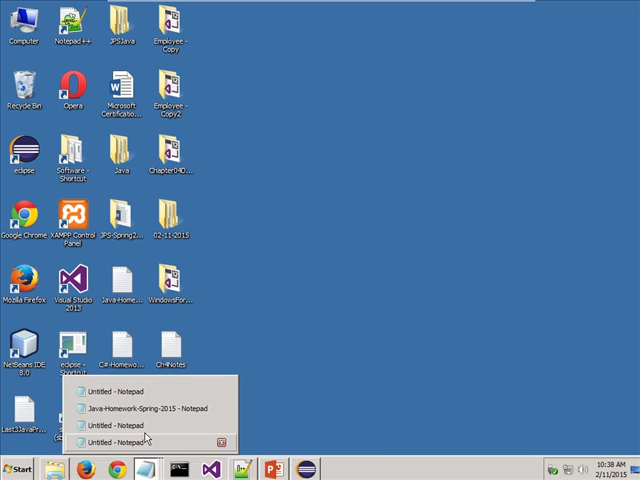 Computer
Notepad++
JPSJava
Employee -
Copy
Recycle Bin
Opera
Microsoft
Certificatio...
Employee -
Copy2
eclipse
Software -
Shortcut
Java
Chapter04D...
Google Chrome
XAMPP Control
Panel
JPS-Spring2...
02-11-2015
Mozilla Firefox
Visual Studio
2013
Java-Home...
WindowsFor...
NetBeans IDE
8.0
eclipse -
Shortcut
C#-Homewo...
Ch4Notes
Last3JavaPr...
Untitled - Notepad
Java-Homework-Spring-2015 - Notepad
Untitled - Notepad
Untitled - Notepad
Start
10:38 AM
2/11/2015